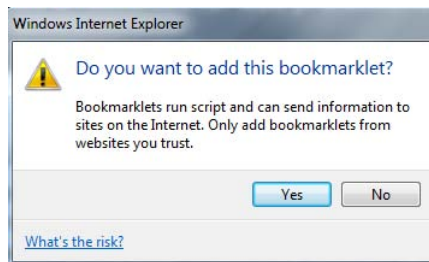 Windows Internet Explorer
Do you want to add this bookmarklet?
Bookmarklets run script and can send information to
sites on the Internet. Only add bookmarklets from
websites you trust.
Yes No
What's the risk?